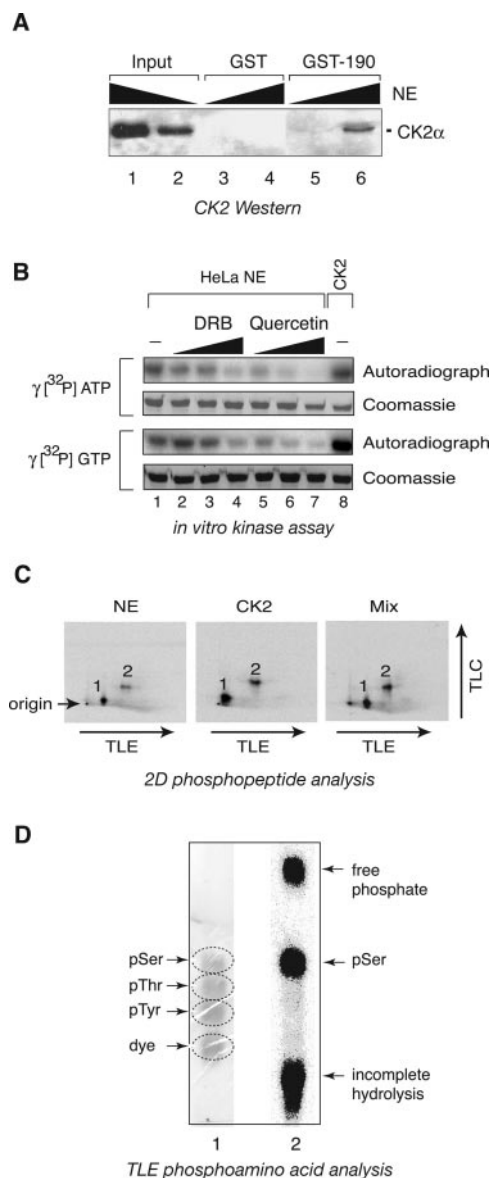 A
Input GST GST-190
NE
CK2α
1 2 3 4 5 6
CK2 Western
B
HeLa NE CK2
– DRB Quercetin –
γ[³²P] ATP
Autoradiograph
Coomassie
γ[³²P] GTP
Autoradiograph
Coomassie
1 2 3 4 5 6 7 8
in vitro kinase assay
C
NE CK2 Mix
1 2 1 2 1 2
origin
TLC
TLE TLE TLE
2D phosphopeptide analysis
D
free
phosphate
pSer pSer
pThr
pTyr
dye
incomplete
hydrolysis
1 2
TLE phosphoamino acid analysis